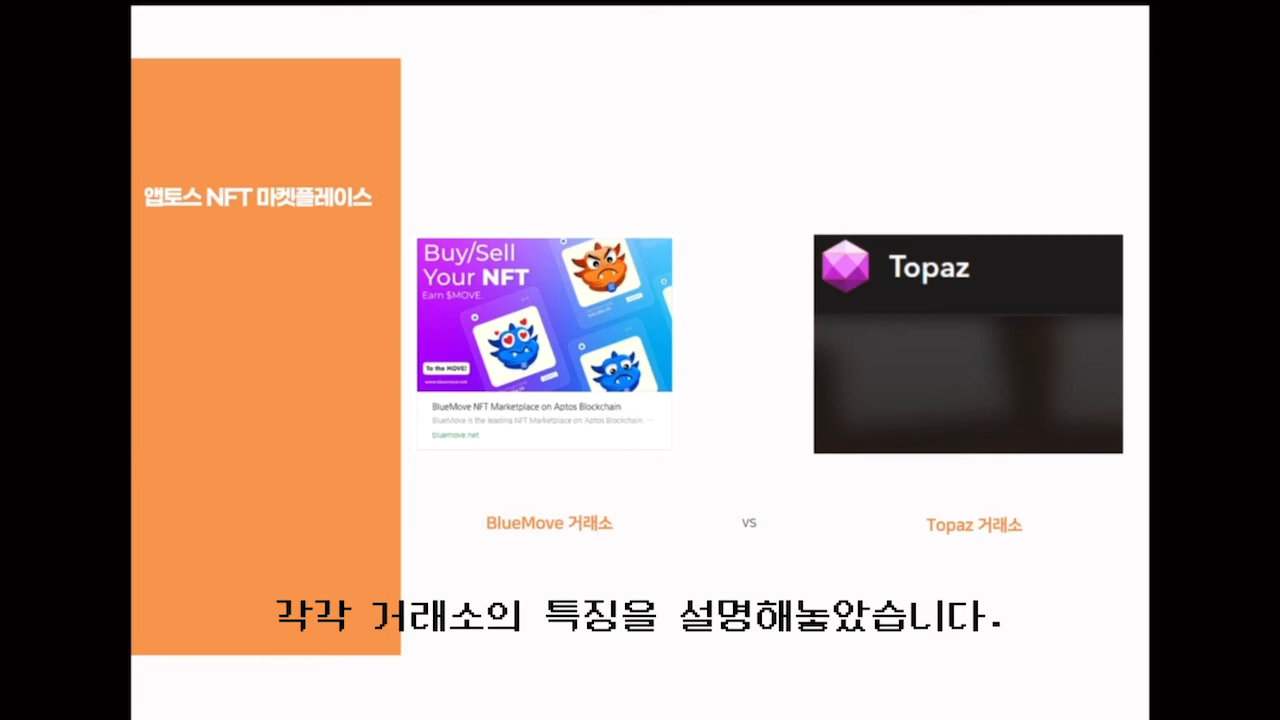 앱토스 NFT 마켓플레이스
Buy/Sell
Your NFT
Earn $MOVE.
To the MOVE!
www.bluemove.net
BlueMove NFT Marketplace on Aptos Blockchain
BlueMove is the leading NFT Marketplace on Aptos Blockchain ···
bluemove.net
Topaz
BlueMove 거래소
vs
Topaz 거래소
각각 거래소의 특징을 설명해놓았습니다.